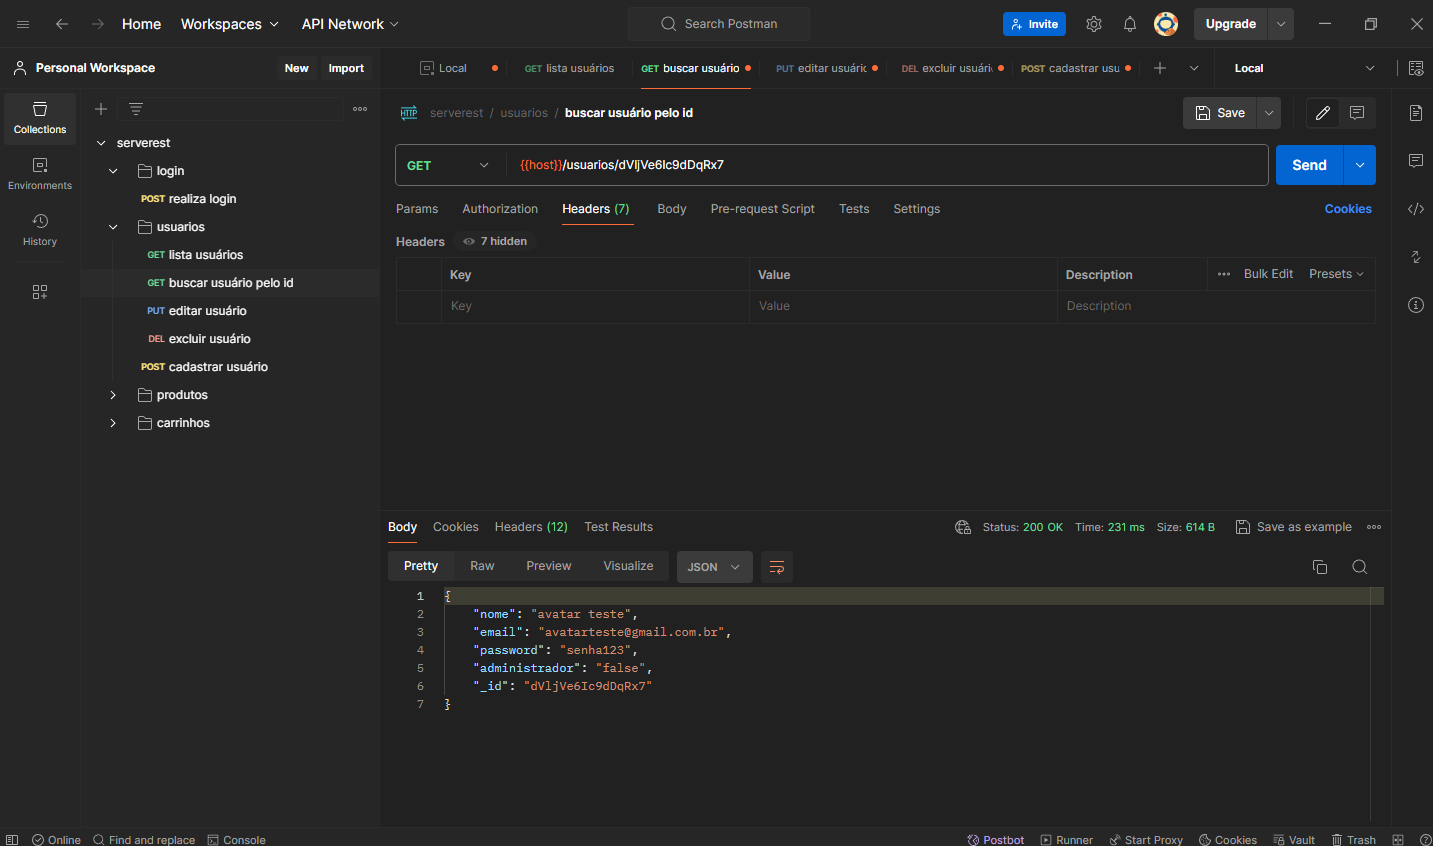 Home Workspaces API Network Search Postman Invite Upgrade
Personal Workspace New Import Local GET lista usuários GET buscar usuário PUT editar usuário DEL excluir usuári POST cadastrar usu Local
Collections
Environments
History
serverest
login
POST realiza login
usuarios
GET lista usuários
GET buscar usuário pelo id
PUT editar usuário
DEL excluir usuário
POST cadastrar usuário
produtos
carrinhos
HTTP serverest / usuarios / buscar usuário pelo id Save
GET {{host}}/usuarios/dVljVe6Ic9dDqRx7 Send
Params Authorization Headers (7) Body Pre-request Script Tests Settings Cookies
Headers 7 hidden
Key Value Description Bulk Edit Presets
Key Value Description
Body Cookies Headers (12) Test Results Status: 200 OK Time: 231 ms Size: 614 B Save as example
Pretty Raw Preview Visualize JSON
1 {
2 "nome": "avatar teste",
3 "email": "avatarteste@gmail.com.br",
4 "password": "senha123",
5 "administrador": "false",
6 "_id": "dVljVe6Ic9dDqRx7"
7 }
Online Find and replace Console Postbot Runner Start Proxy Cookies Vault Trash